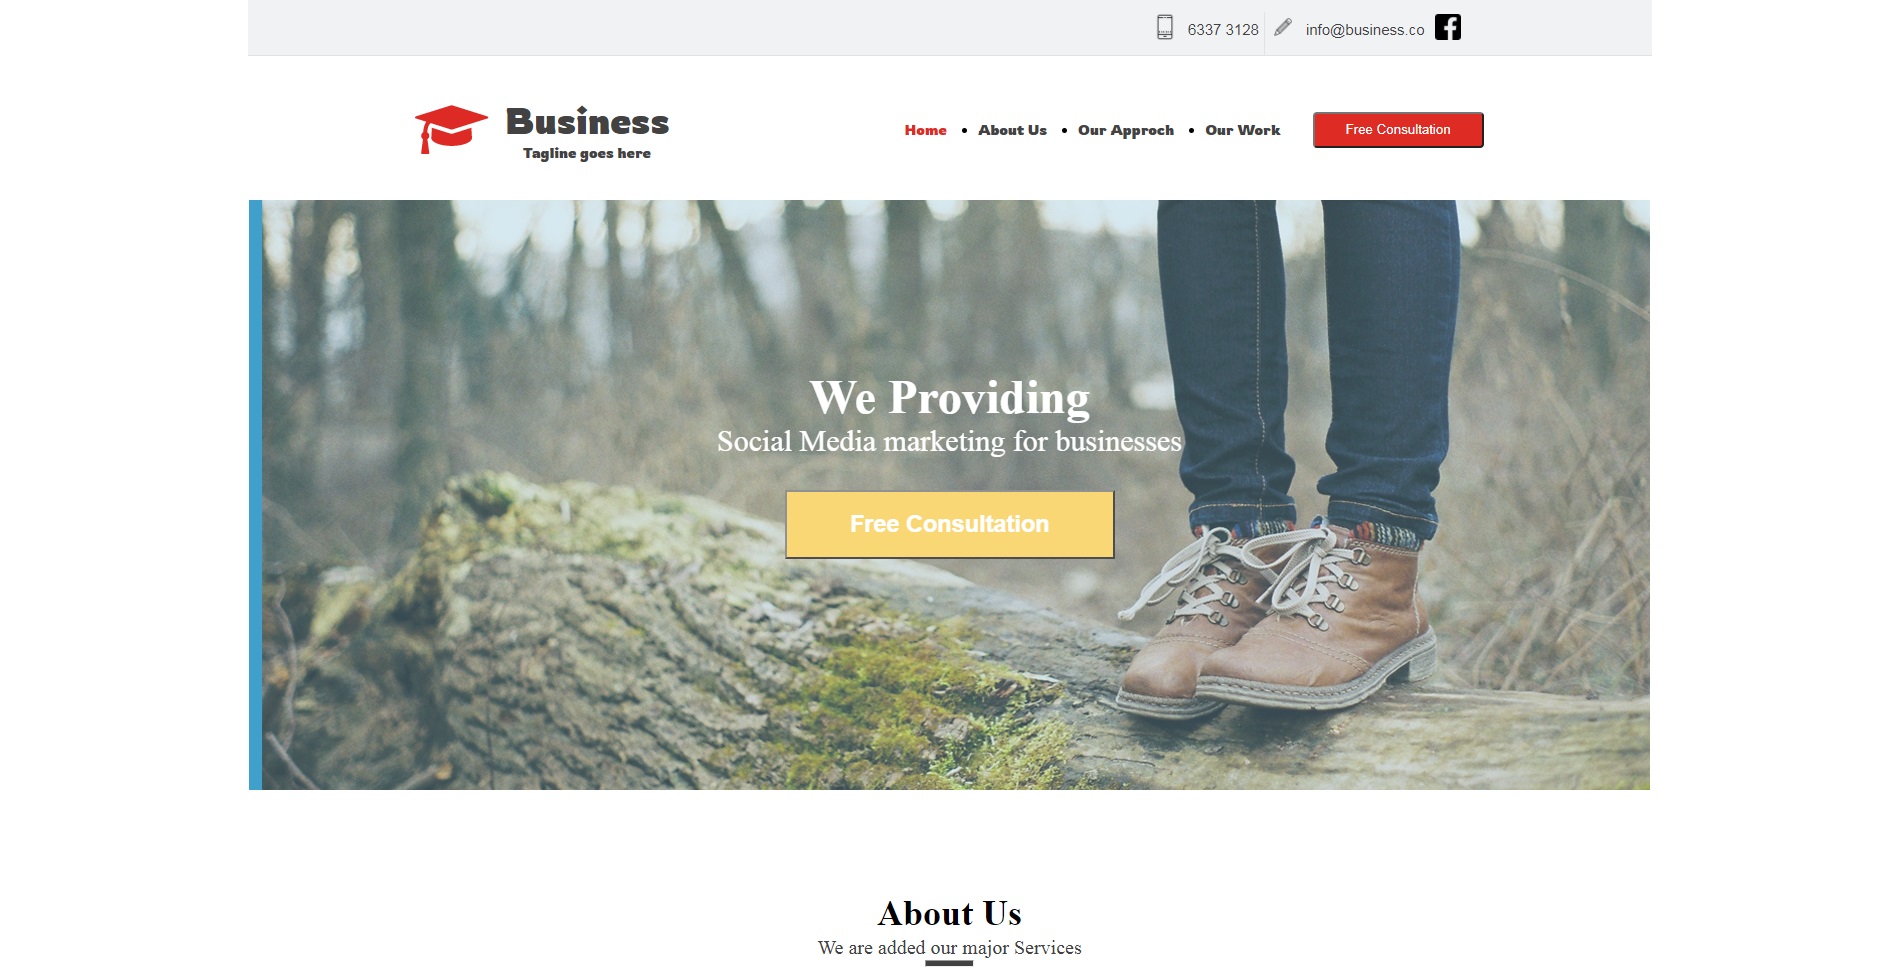 6337 3128
info@business.co
Business
Tagline goes here
Home
About Us
Our Approch
Our Work
Free Consultation
We Providing
Social Media marketing for businesses
Free Consultation
About Us
We are added our major Services